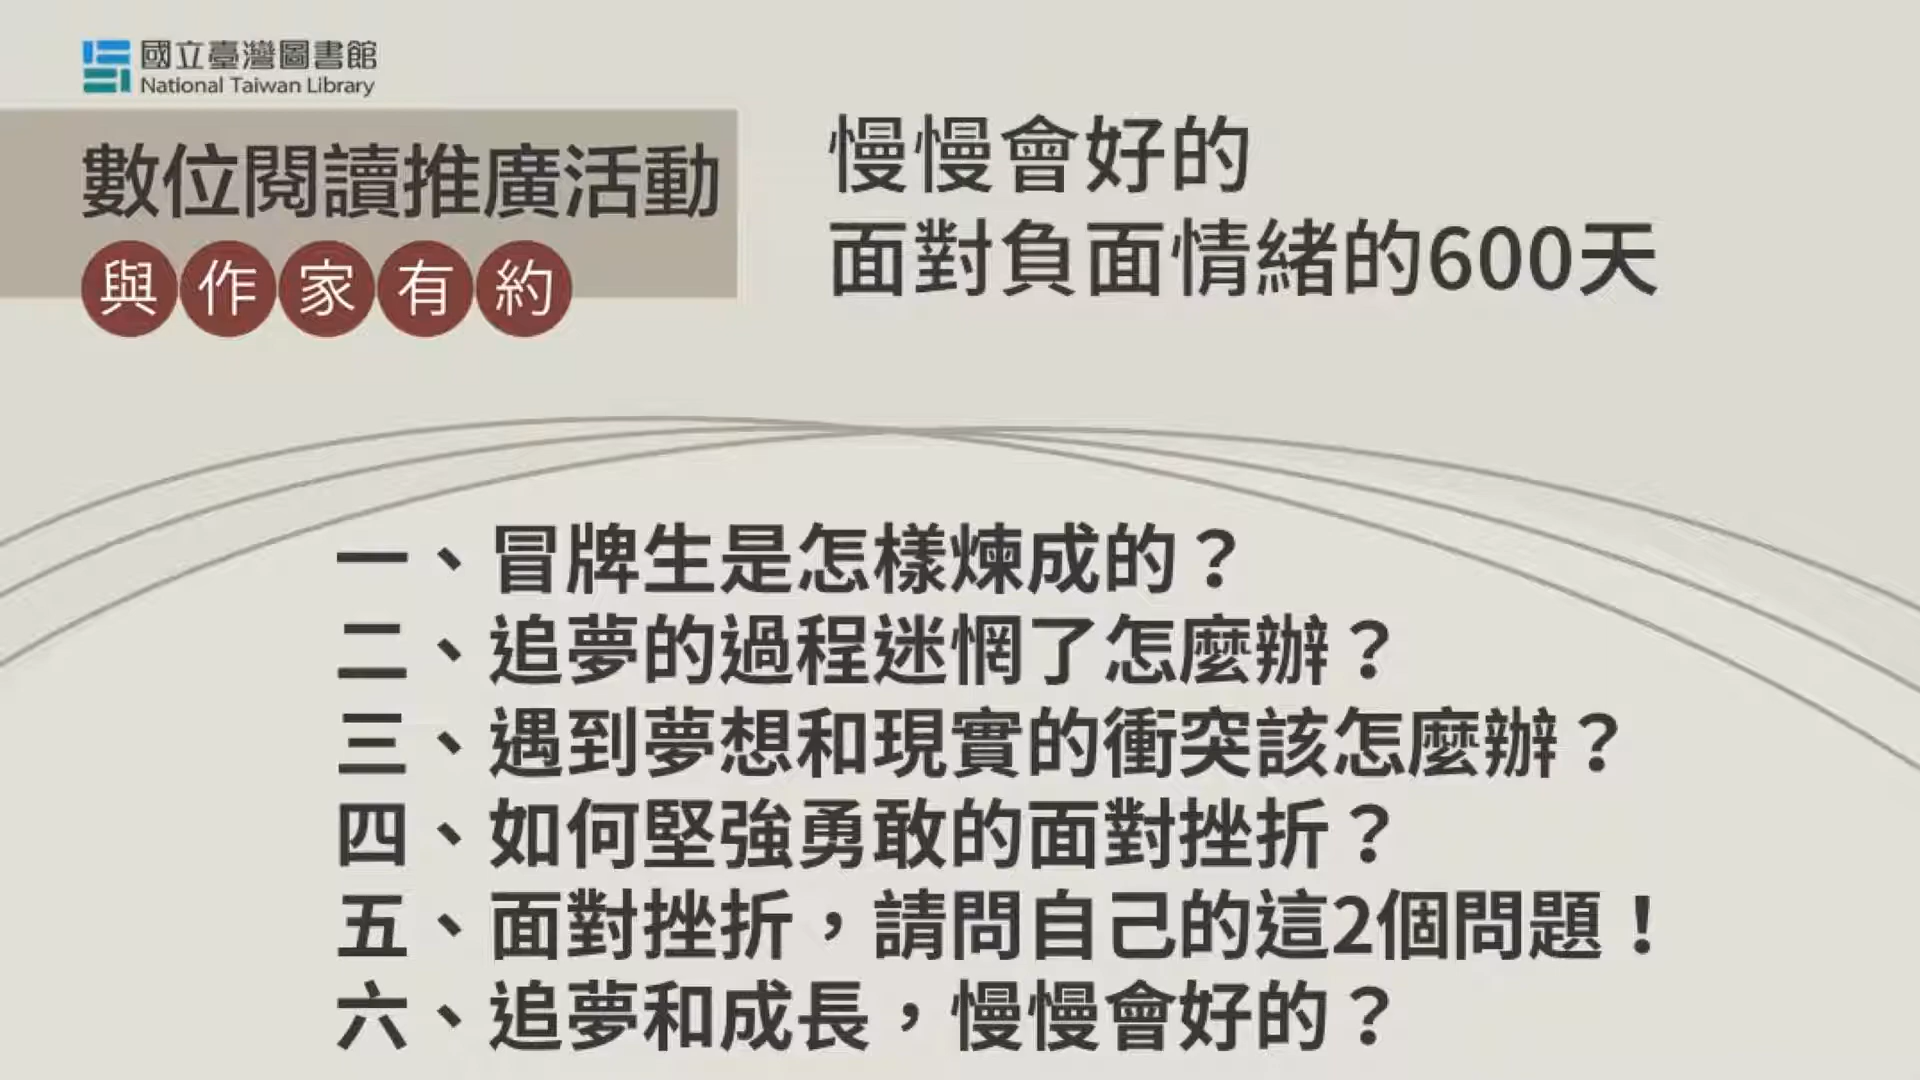 國立臺灣圖書館
National Taiwan Library
數位閱讀推廣活動
與作家有約
慢慢會好的
面對負面情緒的600天
一、冒牌生是怎樣煉成的？
二、追夢的過程迷惘了怎麼辦？
三、遇到夢想和現實的衝突該怎麼辦？
四、如何堅強勇敢的面對挫折？
五、面對挫折，請問自己的這2個問題！
六、追夢和成長，慢慢會好的？